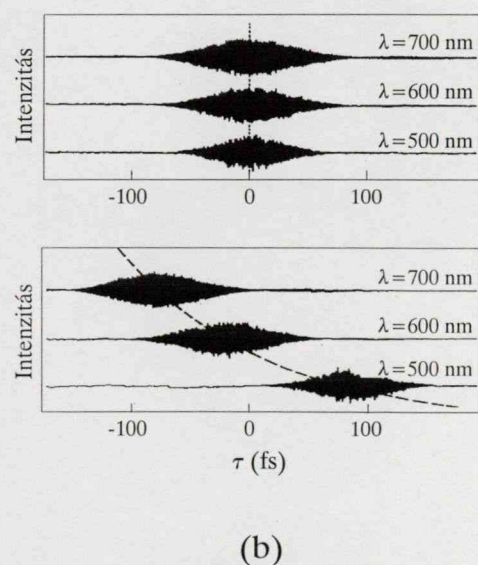 Intenzitás
λ=700 nm
λ=600 nm
λ=500 nm
-100 0 100
Intenzitás
λ=700 nm
λ=600 nm
λ=500 nm
-100 0 100
τ (fs)
(b)